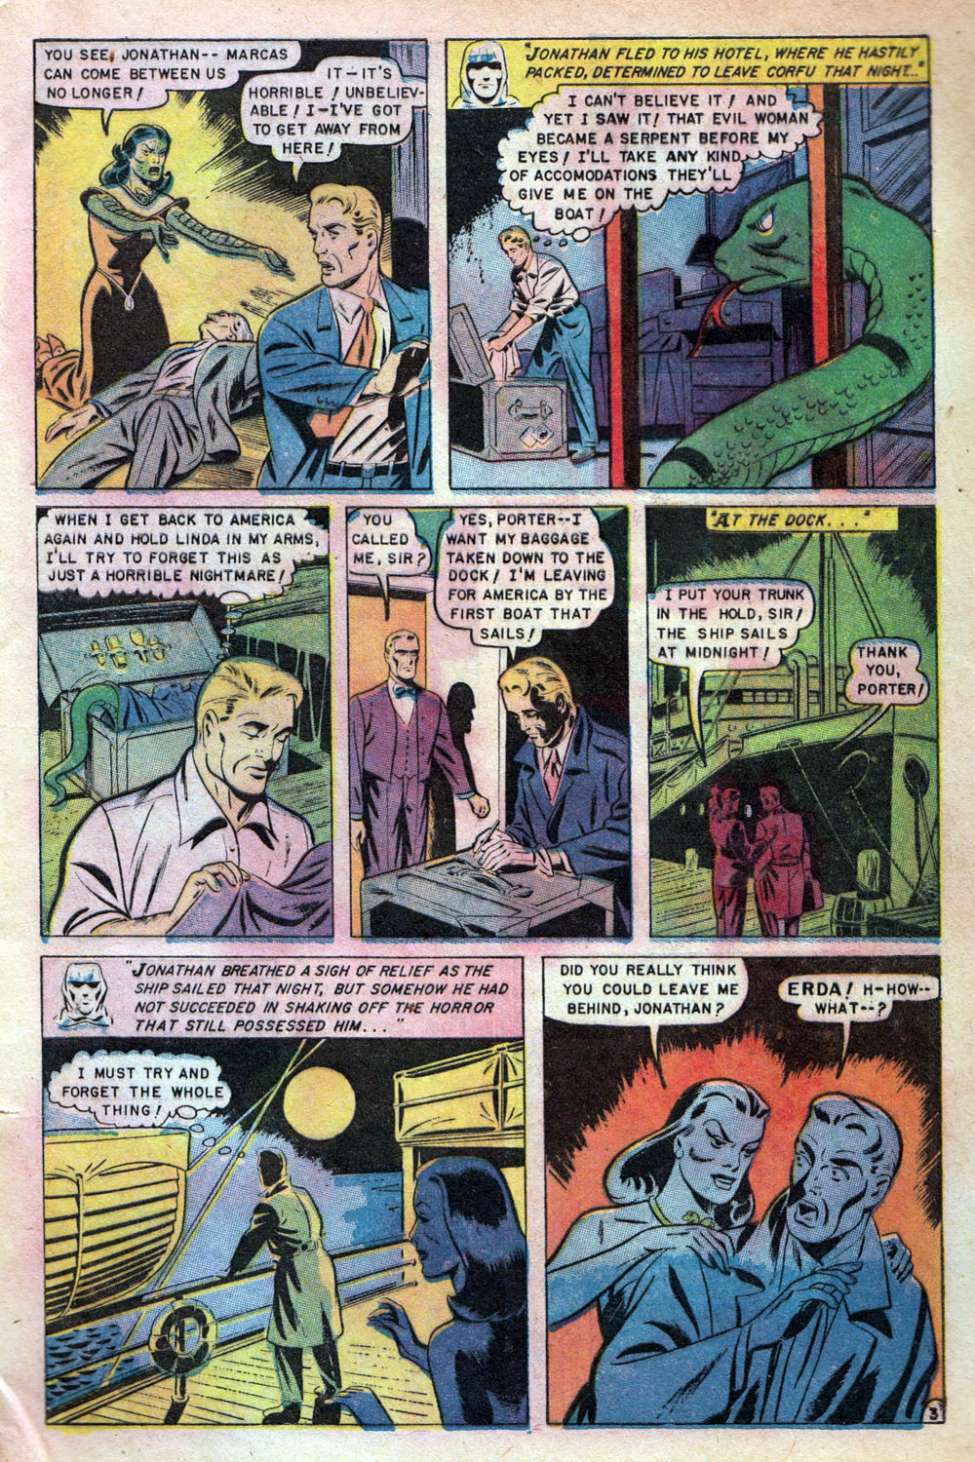 YOU SEE, JONATHAN-- MARCAS
CAN COME BETWEEN US
NO LONGER!
IT-IT'S
HORRIBLE! UNBELIEV-
ABLE! I-I'VE GOT
TO GET AWAY FROM
HERE!
"JONATHAN FLED TO HIS HOTEL, WHERE HE HASTILY
PACKED, DETERMINED TO LEAVE CORFU THAT NIGHT..."
I CAN'T BELIEVE IT! AND
YET I SAW IT! THAT EVIL WOMAN
BECAME A SERPENT BEFORE MY
EYES! I'LL TAKE ANY KIND
OF ACCOMODATIONS THEY'LL
GIVE ME ON THE
BOAT!
WHEN I GET BACK TO AMERICA
AGAIN AND HOLD LINDA IN MY ARMS,
I'LL TRY TO FORGET THIS AS
JUST A HORRIBLE NIGHTMARE!
YOU
CALLED
ME, SIR?
YES, PORTER--I
WANT MY BAGGAGE
TAKEN DOWN TO THE
DOCK! I'M LEAVING
FOR AMERICA BY THE
FIRST BOAT THAT
SAILS!
"AT THE DOCK..."
I PUT YOUR TRUNK
IN THE HOLD, SIR!
THE SHIP SAILS
AT MIDNIGHT!
THANK
YOU,
PORTER!
"JONATHAN BREATHED A SIGH OF RELIEF AS THE
SHIP SAILED THAT NIGHT, BUT SOMEHOW HE HAD
NOT SUCCEEDED IN SHAKING OFF THE HORROR
THAT STILL POSSESSED HIM..."
I MUST TRY AND
FORGET THE WHOLE
THING!
DID YOU REALLY THINK
YOU COULD LEAVE ME
BEHIND, JONATHAN?
ERDA! H-HOW--
WHAT--?
3